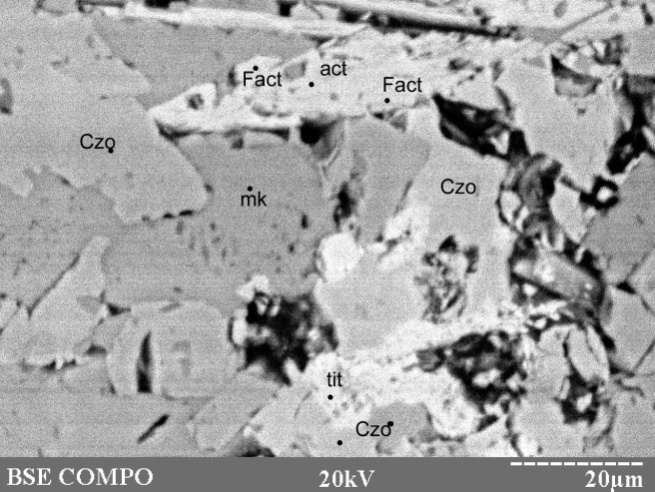 act
Fact
Fact
Czo
Czo
mk
tit
Czo
BSE COMPO 20kV 20μm